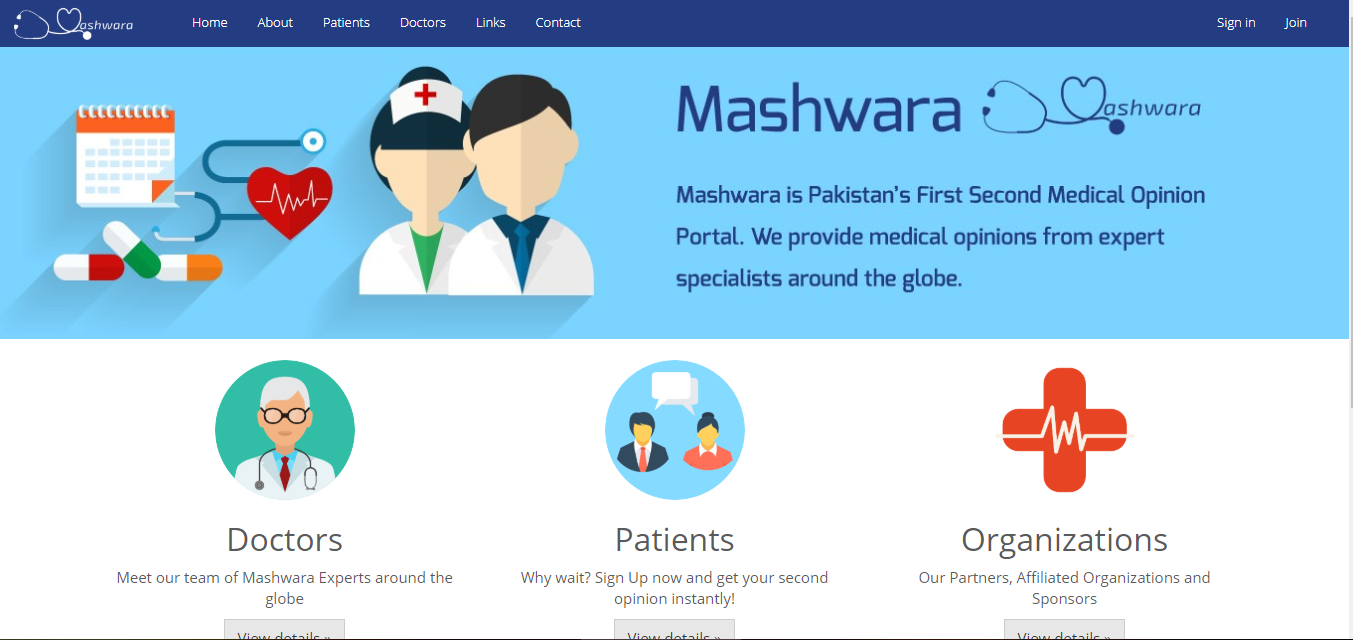 Mashwara Home About Patients Doctors Links Contact Sign in Join
Mashwara Mashwara
Mashwara is Pakistan's First Second Medical Opinion
Portal. We provide medical opinions from expert
specialists around the globe.
Doctors Patients Organizations
Meet our team of Mashwara Experts around the
globe
Why wait? Sign Up now and get your second
opinion instantly!
Our Partners, Affiliated Organizations and
Sponsors
View details » View details » View details »